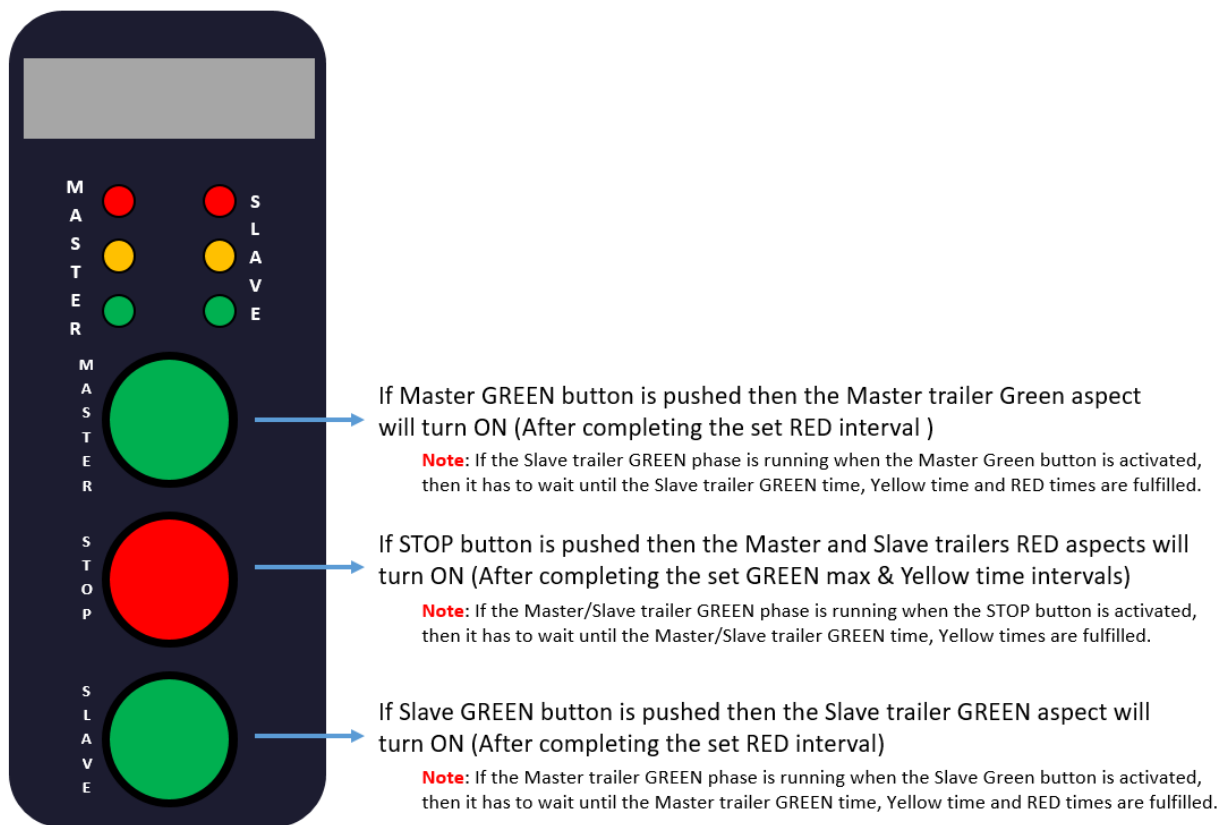 MASTER
SLAVE
MASTER
If Master GREEN button is pushed then the Master trailer Green aspect
will turn ON (After completing the set RED interval )
Note: If the Slave trailer GREEN phase is running when the Master Green button is activated,
then it has to wait until the Slave trailer GREEN time, Yellow time and RED times are fulfilled.
STOP
If STOP button is pushed then the Master and Slave trailers RED aspects will
turn ON (After completing the set GREEN max & Yellow time intervals)
Note: If the Master/Slave trailer GREEN phase is running when the STOP button is activated,
then it has to wait until the Master/Slave trailer GREEN time, Yellow times are fulfilled.
SLAVE
If Slave GREEN button is pushed then the Slave trailer GREEN aspect will
turn ON (After completing the set RED interval)
Note: If the Master trailer GREEN phase is running when the Slave Green button is activated,
then it has to wait until the Master trailer GREEN time, Yellow time and RED times are fulfilled.